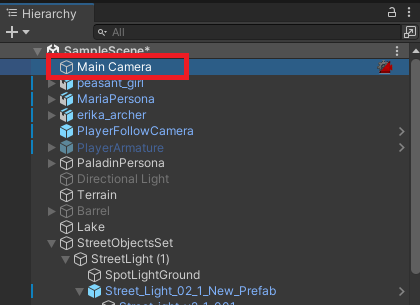 Hierarchy
All
SampleScene*
Main Camera
peasant_girl
MariaPersona
erika_archer
PlayerFollowCamera
PlayerArmature
PaladinPersona
Directional Light
Terrain
Barrel
Lake
StreetObjectsSet
StreetLight (1)
SpotLightGround
Street_Light_02_1_New_Prefab